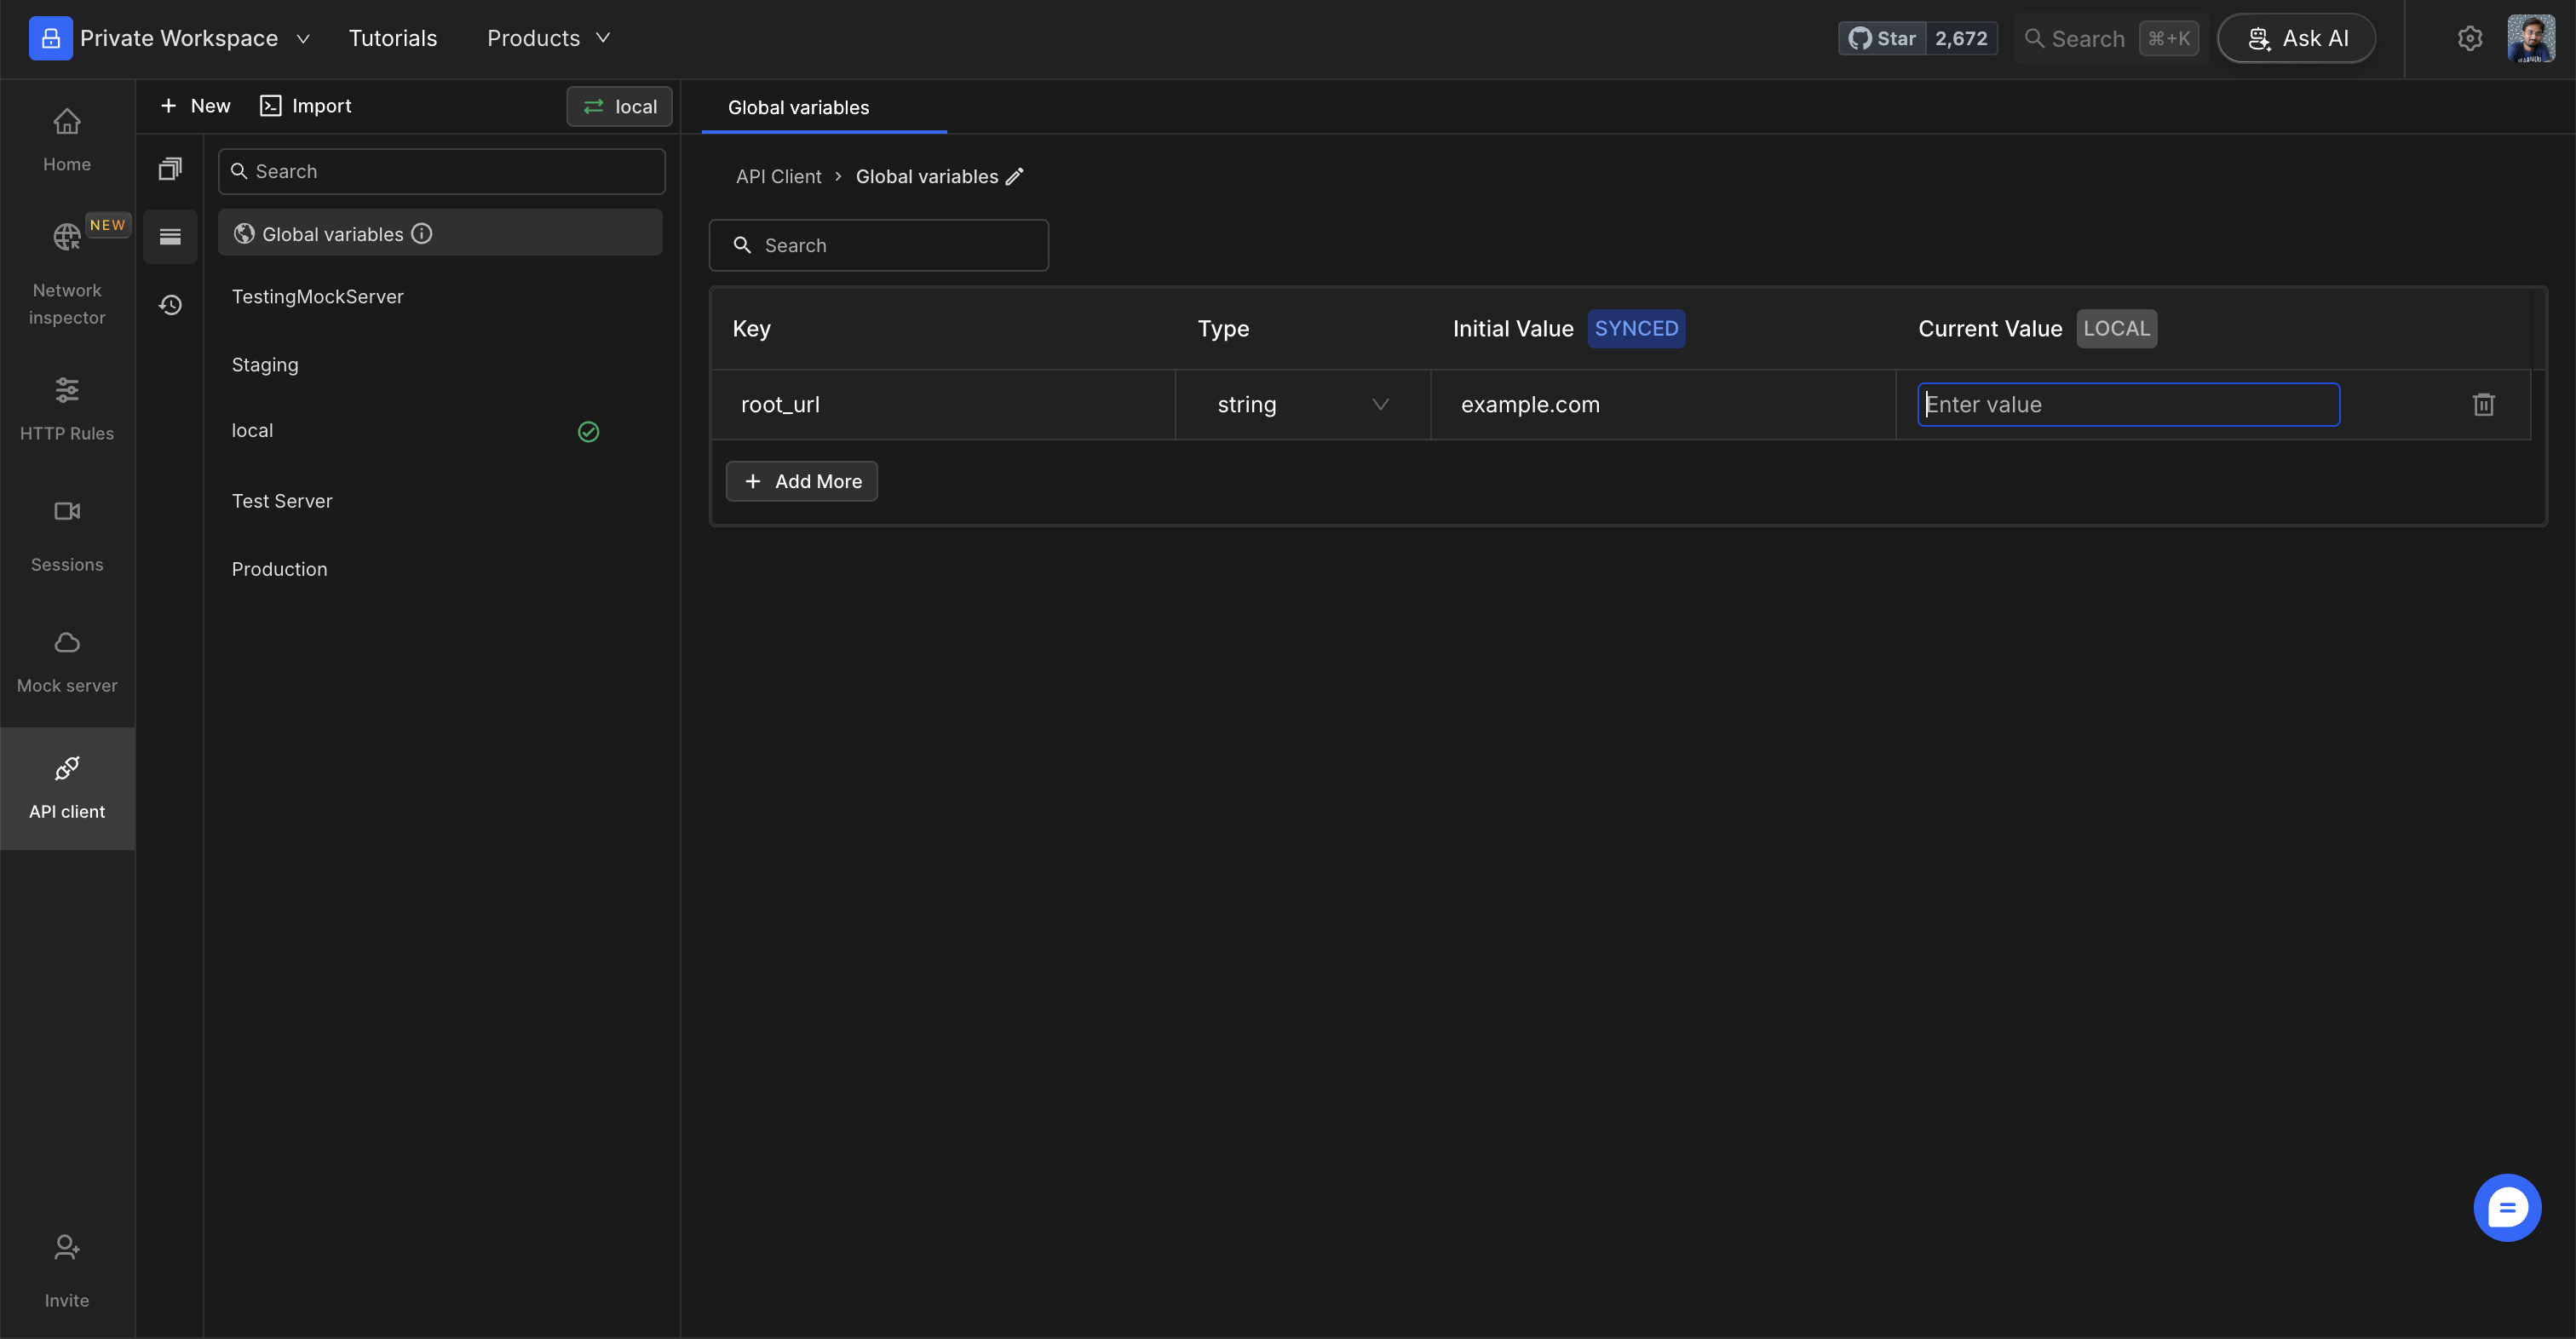 Private Workspace
Tutorials
Products
Star 2,672
Search ⌘+K
Ask AI
Home
NEW
Network
inspector
HTTP Rules
Sessions
Mock server
API client
Invite
+ New
Import
local
Search
Global variables
TestingMockServer
Staging
local
Test Server
Production
Global variables
API Client > Global variables
Search
Key Type Initial Value SYNCED Current Value LOCAL
root_url string example.com Enter value
+ Add More